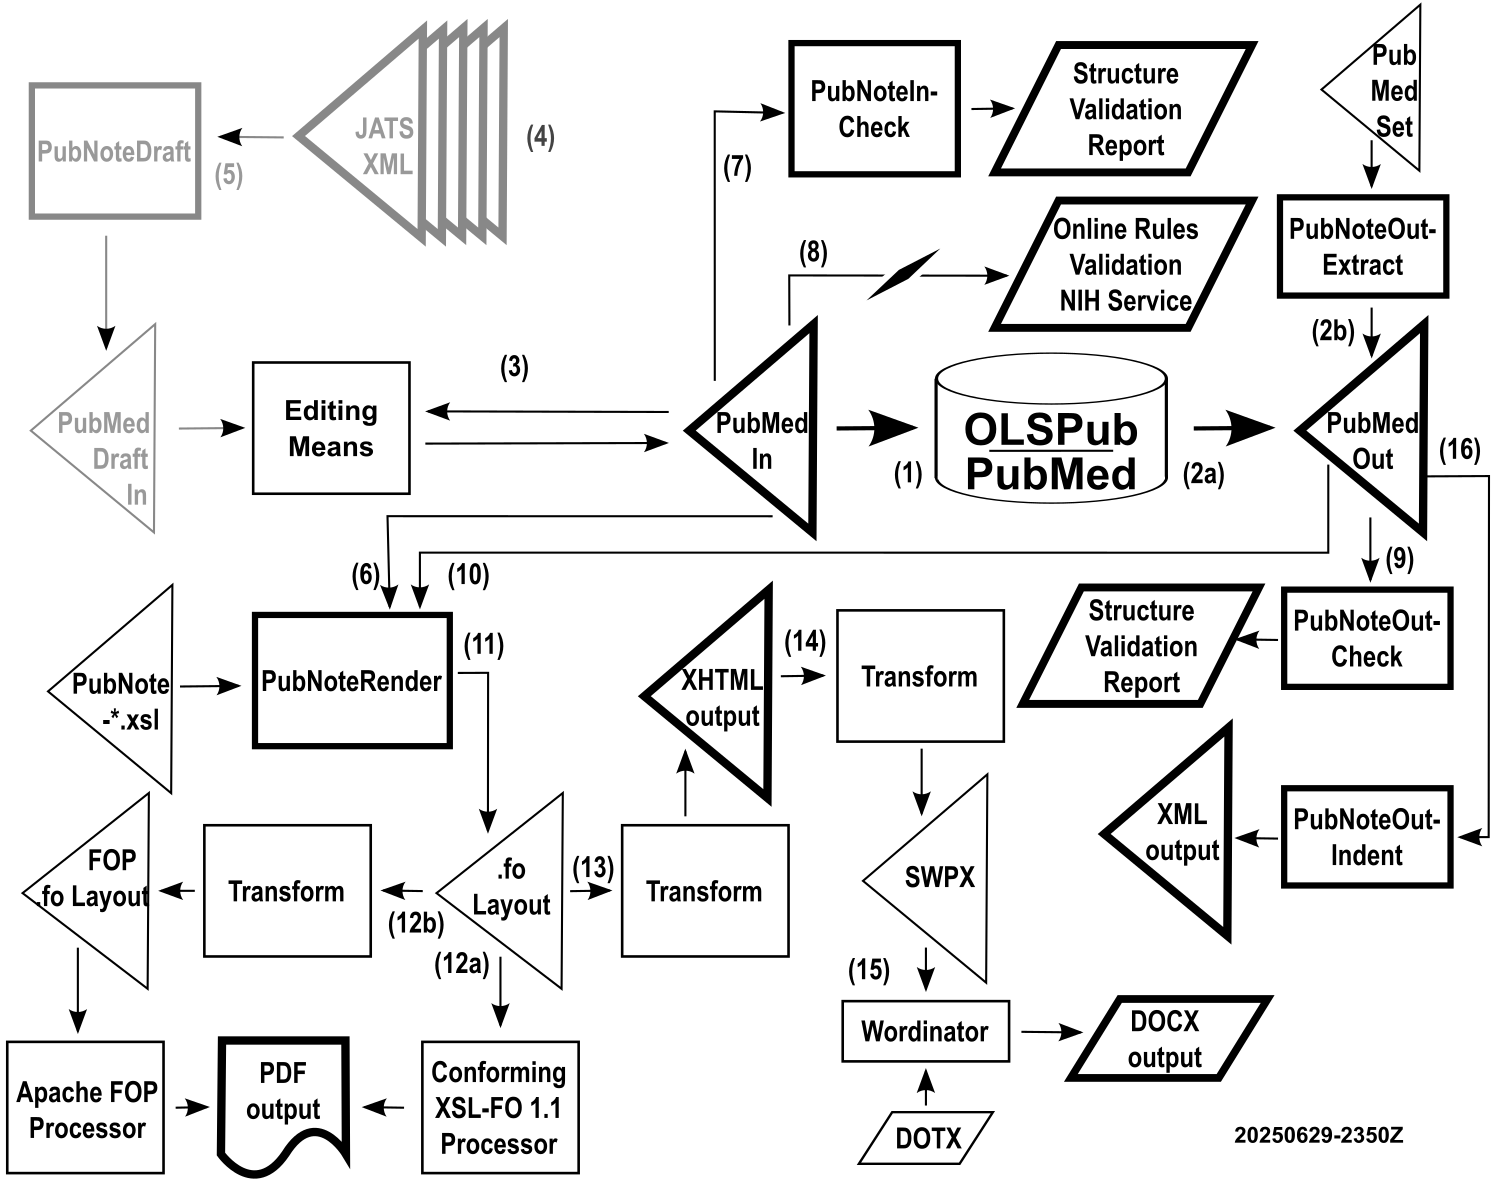 PubNoteDraft
(5)
JATS
XML
(4)
PubNoteIn-
Check
(7)
Structure
Validation
Report
Pub
Med
Set
(8)
Online Rules
Validation
NIH Service
PubNoteOut-
Extract
(2b)
PubMed
Draft
In
Editing
Means
(3)
PubMed
In
(1)
OLSPub
PubMed
(2a)
PubMed
Out
(16)
(6)
(10)
(9)
PubNote
-*.xsl
PubNoteRender
(11)
XHTML
output
(14)
Transform
Structure
Validation
Report
PubNoteOut-
Check
FOP
.fo Layout
Transform
(12b)
.fo
Layout
(12a)
(13)
Transform
SWPX
XML
output
PubNoteOut-
Indent
(15)
Wordinator
DOCX
output
Apache FOP
Processor
PDF
output
Conforming
XSL-FO 1.1
Processor
DOTX
20250629-2350Z